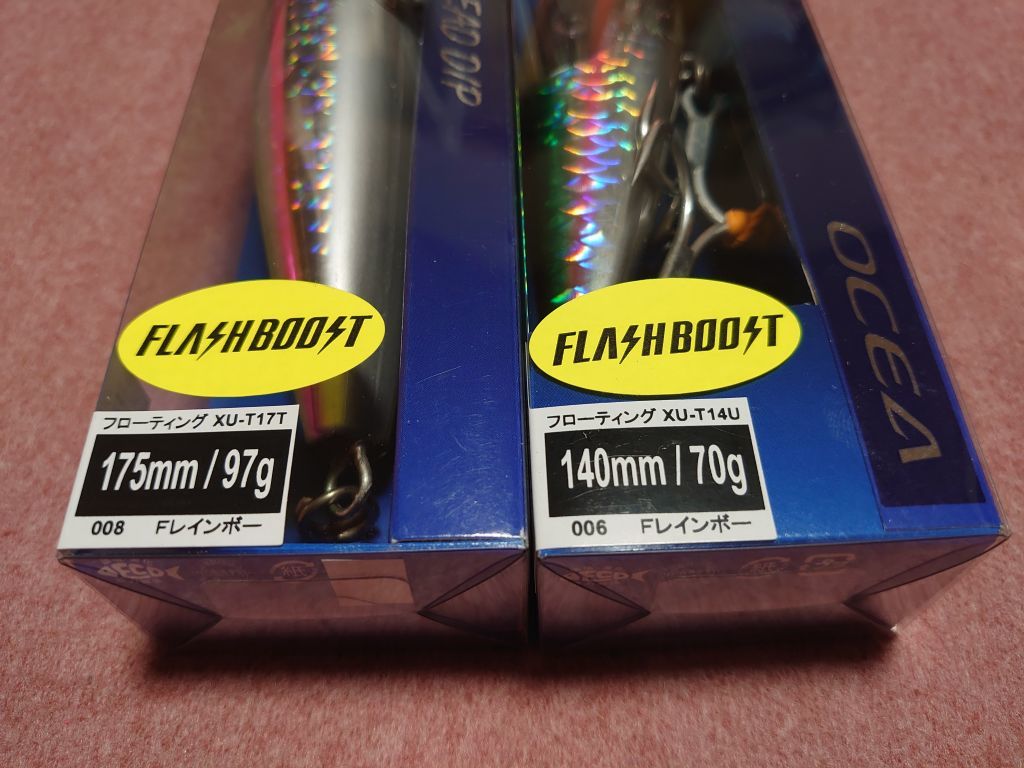 EAD DIP
FLASHBOOST
フローティング XU-T17T
175mm / 97g
008 Fレインボー
OCEA
FLASHBOOST
フローティング XU-T14U
140mm / 70g
006 Fレインボー